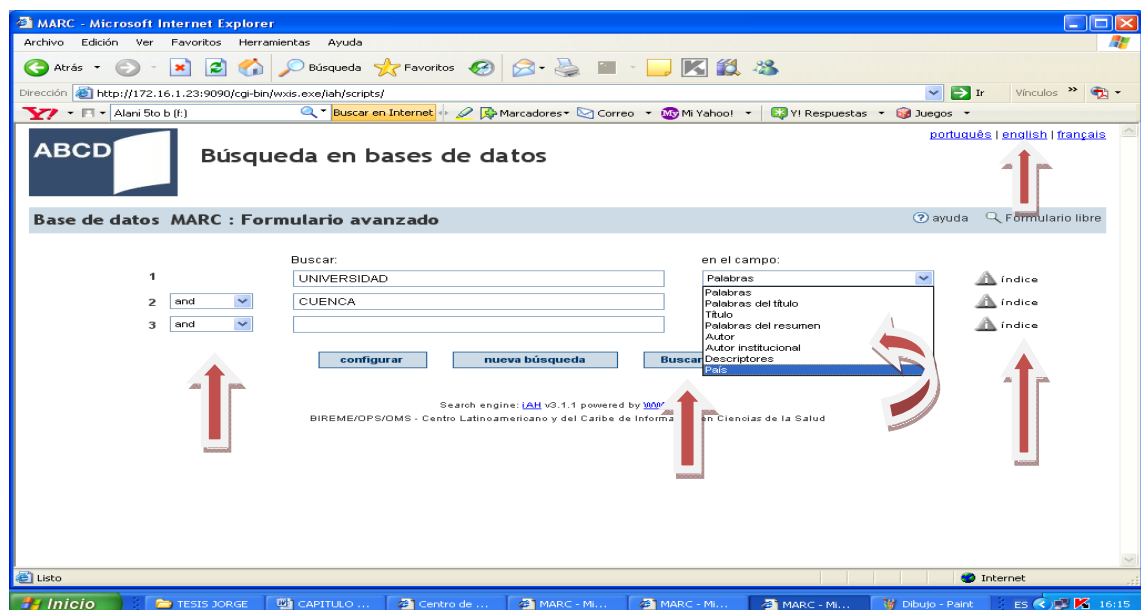 MARC - Microsoft Internet Explorer
Archivo Edición Ver Favoritos Herramientas Ayuda
Atrás Búsqueda Favoritos
Dirección http://172.16.1.23:9090/cgi-bin/wxis.exe/iah/scripts/ Ir Vínculos »
Y7 Alani 5to b (f:) Buscar en Internet Marcadores Correo Mi Yahoo! Y! Respuestas Juegos
português | english | français
ABCD
Búsqueda en bases de datos
Base de datos MARC : Formulario avanzado ayuda Formulario libre
Buscar: en el campo:
1 UNIVERSIDAD Palabras índice
2 and CUENCA índice
3 and índice
Palabras
Palabras del título
Título
Palabras del resumen
Autor
Autor institucional
Descriptores
País
configurar nueva búsqueda Buscar
Search engine: iAH v3.1.1 powered by
BIREME/OPS/OMS - Centro Latinoamericano y del Caribe de en Ciencias de la Salud
Listo Internet
Inicio TESIS JORGE CAPITULO ... Centro de ... MARC - Mi... MARC - Mi... MARC - Mi... Dibujo - Paint ES 16:15